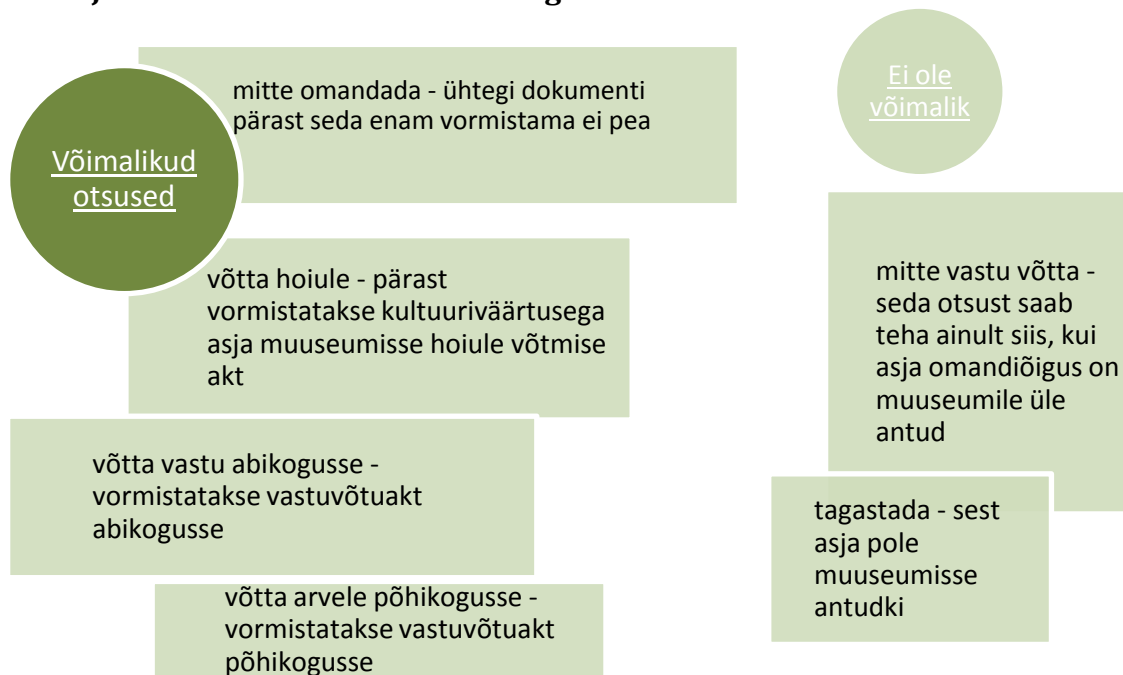 Võimalikud
otsused
mitte omandada - ühtegi dokumenti
pärast seda enam vormistama ei pea
võtta hoiule - pärast
vormistatakse kultuuriväärtusega
asja muuseumisse hoiule võtmise
akt
võtta vastu abikogusse -
vormistatakse vastuvõtuakt
abikogusse
võtta arvele põhikogusse -
vormistatakse vastuvõtuakt
põhikogusse
Ei ole
võimalik
mitte vastu võtta -
seda otsust saab
teha ainult siis, kui
asja omandiõigus on
muuseumile üle
antud
tagastada - sest
asja pole
muuseumisse
antudki